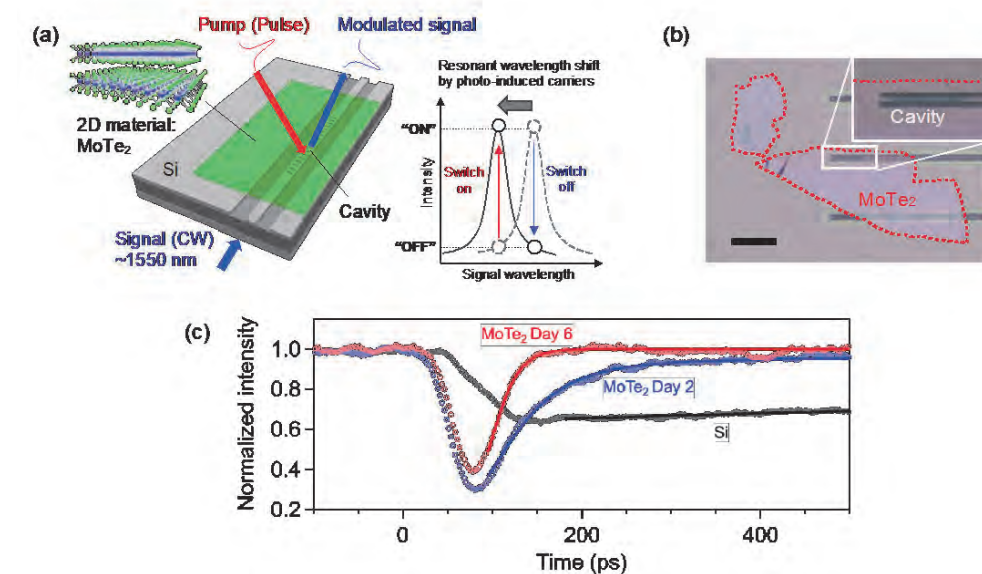 (a)
Pump (Pulse)
Modulated signal
2D material:
MoTe2
Si
Cavity
Signal (CW)
~1550 nm
Resonant wavelength shift
by photo-induced carriers
“ON”
Switch
on
Switch
off
“OFF”
Intensity
Signal wavelength
(b)
Cavity
MoTe2
(c)
MoTe2 Day 6
MoTe2 Day 2
Si
Normalized intensity
1.0
0.8
0.6
0.4
0.2
0
200
400
Time (ps)